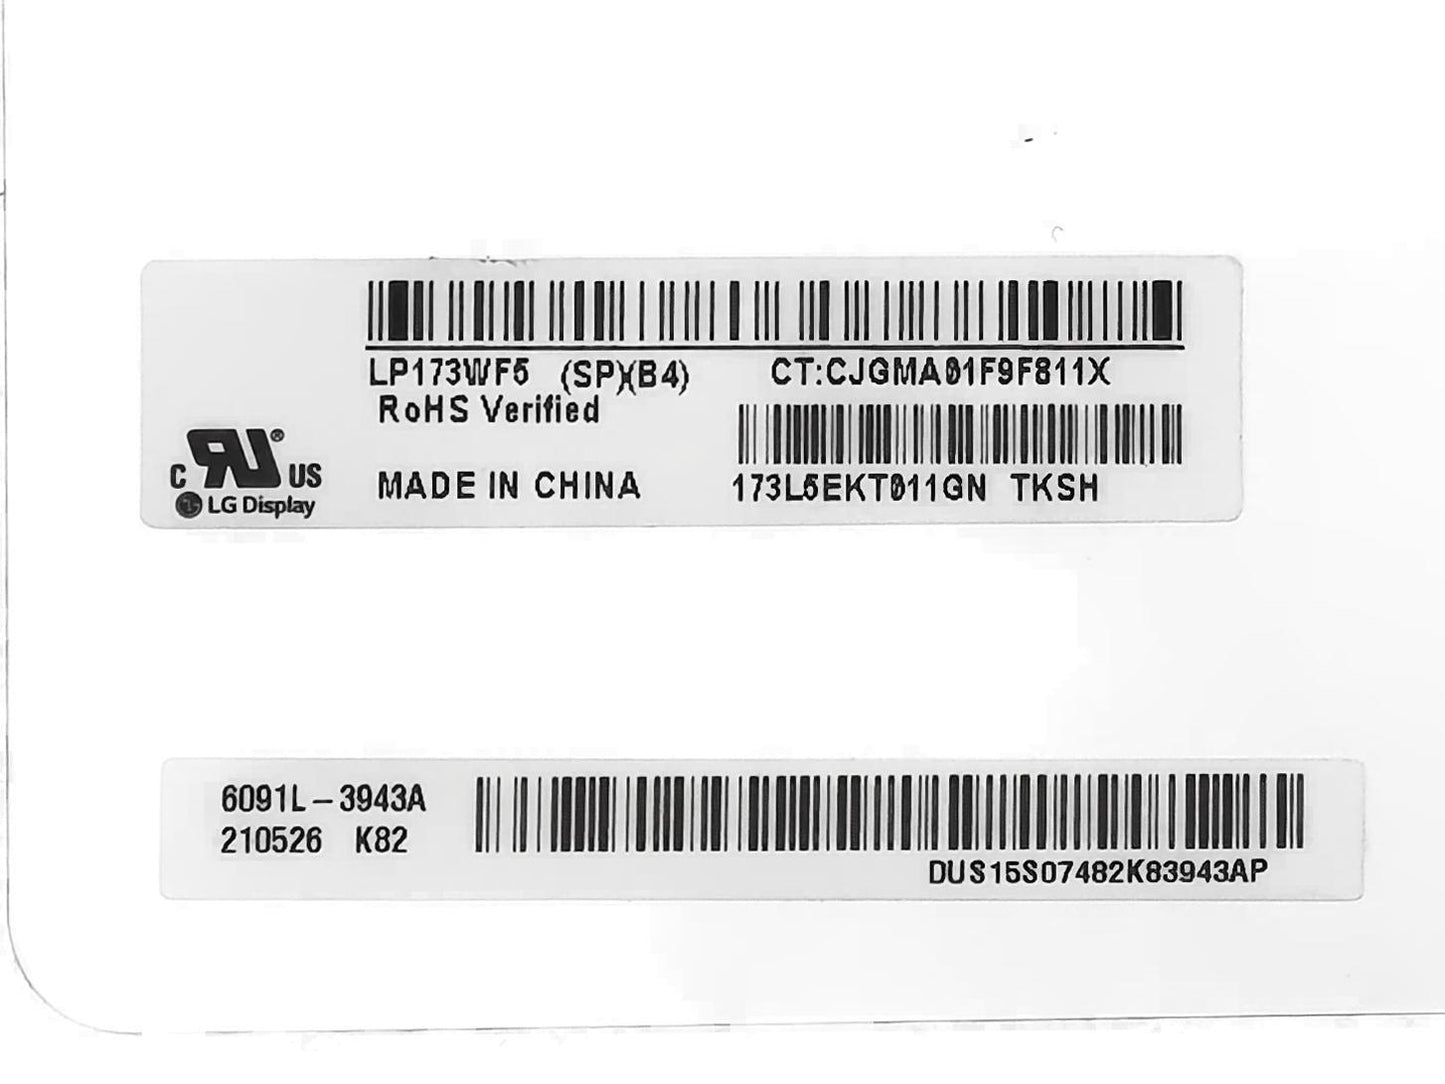 LP173WF5 (SP)(B4) CT:CJGMA01F9F811X
RoHS Verified
C RU® US
LG Display
MADE IN CHINA 173L5EKT011GN TKSH
6091L-3943A
210526 K82
DUS15S07482K83943AP